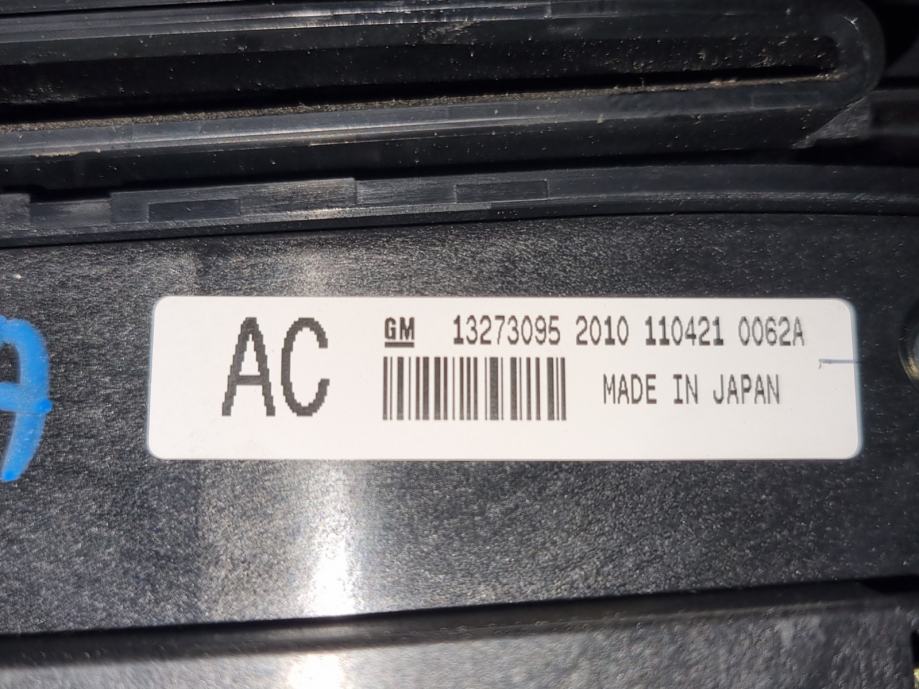 AC
GM 13273095 2010 110421 0062A
MADE IN JAPAN